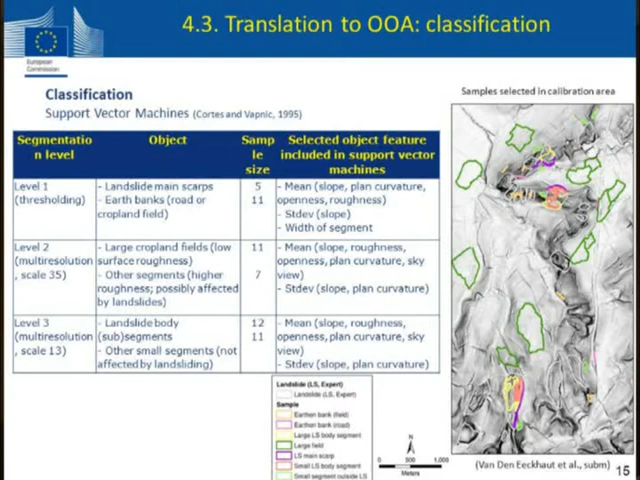 4.3. Translation to OOA: classification
European
Commission
Classification
Support Vector Machines (Cortes and Vapnic, 1995)
Samples selected in calibration area
Segmentatio
n level
Object
Samp
le
size
Selected object feature
included in support vector
machines
Level 1
(thresholding)
- Landslide main scarps
- Earth banks (road or
cropland field)
5
11
- Mean (slope, plan curvature,
openness, roughness)
- Stdev (slope)
- Width of segment
Level 2
(multiresolution
, scale 35)
- Large cropland fields (low
surface roughness)
- Other segments (higher
roughness; possibly affected
by landslides)
11
7
- Mean (slope, roughness,
openness, plan curvature, sky
view)
- Stdev (slope, plan curvature)
Level 3
(multiresolution
, scale 13)
- Landslide body
(sub)segments
- Other small segments (not
affected by landsliding)
12
11
- Mean (slope, roughness,
openness, plan curvature, sky
view)
- Stdev (slope, plan curvature)
Landslide (LS, Expert)
Landslide (LS, Expert)
Sample
Earthen bank (field)
Earthen bank (road)
Large LS body segment
Large field
LS main scarp
Small LS body segment
Small segment outside LS
N
0 500 1,000
Meters
(Van Den Eeckhaut et al., subm)
15